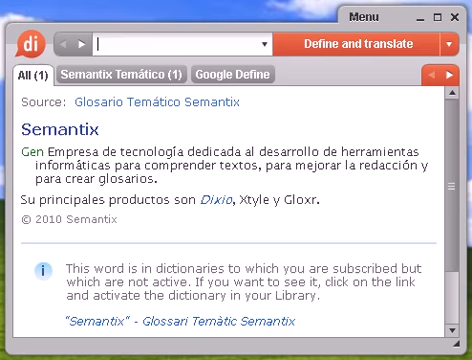 Menu
di
Define and translate
All (1)
Semantix Temático (1)
Google Define
Source: Glosario Temático Semantix
Semantix
Gen Empresa de tecnología dedicada al desarrollo de herramientas
informáticas para comprender textos, para mejorar la redacción y
para crear glosarios.
Su principales productos son Dixio, Xtyle y Gloxr.
© 2010 Semantix
i
This word is in dictionaries to which you are subscribed but
which are not active. If you want to see it, click on the link
and activate the dictionary in your Library.
"Semantix" - Glossari Temàtic Semantix